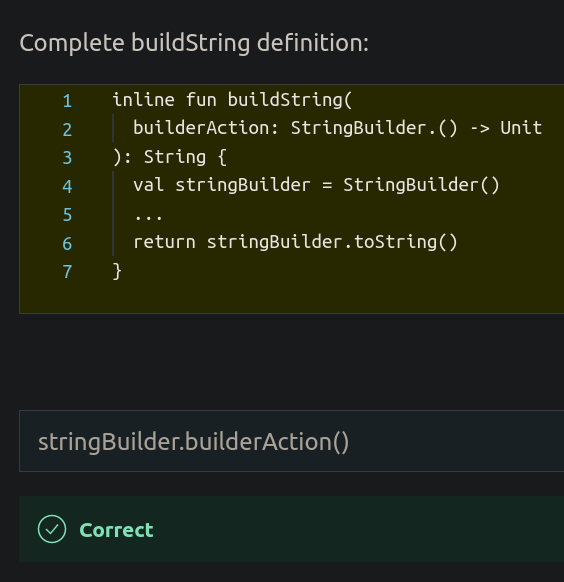 Complete buildString definition:
1 inline fun buildString(
2 builderAction: StringBuilder.() -> Unit
3 ): String {
4 val stringBuilder = StringBuilder()
5 ...
6 return stringBuilder.toString()
7 }
stringBuilder.builderAction()
Correct